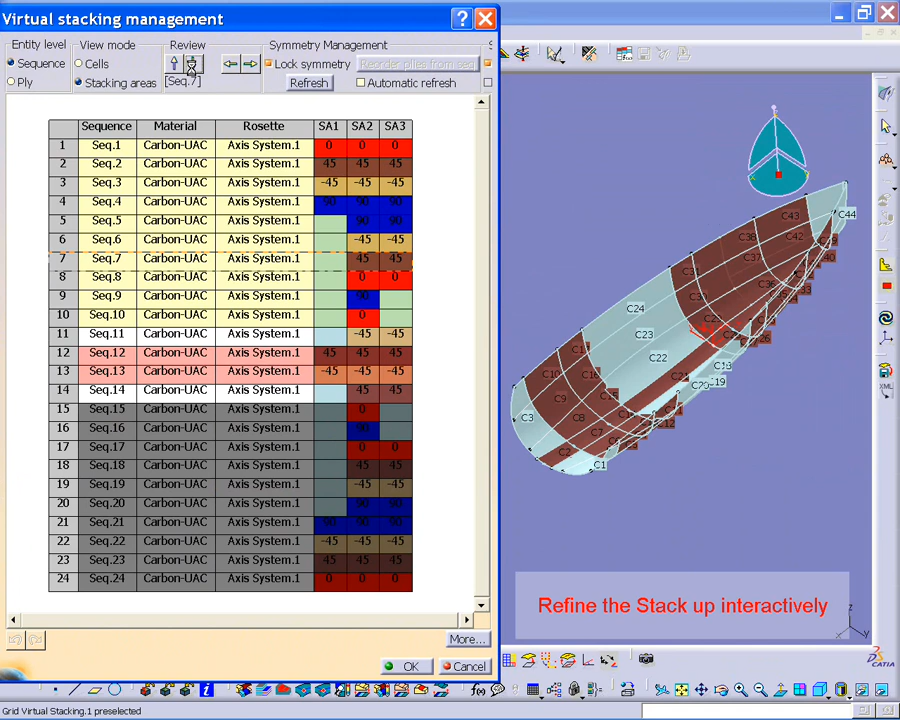 Virtual stacking management
Entity level View mode Review Symmetry Management S
Sequence Cells Lock symmetry Reorder plies from seq
Ply Stacking areas [Seq.7] Refresh Automatic refresh
Sequence Material Rosette SA1 SA2 SA3
1 Seq.1 Carbon-UAC Axis System.1 0 0 0
2 Seq.2 Carbon-UAC Axis System.1 45 45 45
3 Seq.3 Carbon-UAC Axis System.1 -45 -45 -45
4 Seq.4 Carbon-UAC Axis System.1 90 90 90
5 Seq.5 Carbon-UAC Axis System.1 90 90
6 Seq.6 Carbon-UAC Axis System.1 -45 -45
7 Seq.7 Carbon-UAC Axis System.1 45 45
8 Seq.8 Carbon-UAC Axis System.1 0 0
9 Seq.9 Carbon-UAC Axis System.1 90
10 Seq.10 Carbon-UAC Axis System.1 0
11 Seq.11 Carbon-UAC Axis System.1 -45 -45
12 Seq.12 Carbon-UAC Axis System.1 45 45 45
13 Seq.13 Carbon-UAC Axis System.1 -45 -45 -45
14 Seq.14 Carbon-UAC Axis System.1 45 45
15 Seq.15 Carbon-UAC Axis System.1 0
16 Seq.16 Carbon-UAC Axis System.1 90
17 Seq.17 Carbon-UAC Axis System.1 0 0
18 Seq.18 Carbon-UAC Axis System.1 45 45
19 Seq.19 Carbon-UAC Axis System.1 -45 -45
20 Seq.20 Carbon-UAC Axis System.1 90 90
21 Seq.21 Carbon-UAC Axis System.1 90 90 90
22 Seq.22 Carbon-UAC Axis System.1 -45 -45 -45
23 Seq.23 Carbon-UAC Axis System.1 45 45 45
24 Seq.24 Carbon-UAC Axis System.1 0 0 0
More...
OK Cancel
C44
C43
C38 C42
C37
C36
C24
C23
C22
C21
C20
C19
C10
C9
C8
C7
C3
C2
C1
C12
XML
Refine the Stack up interactively
CATIA
f(x)
Grid Virtual Stacking.1 preselected